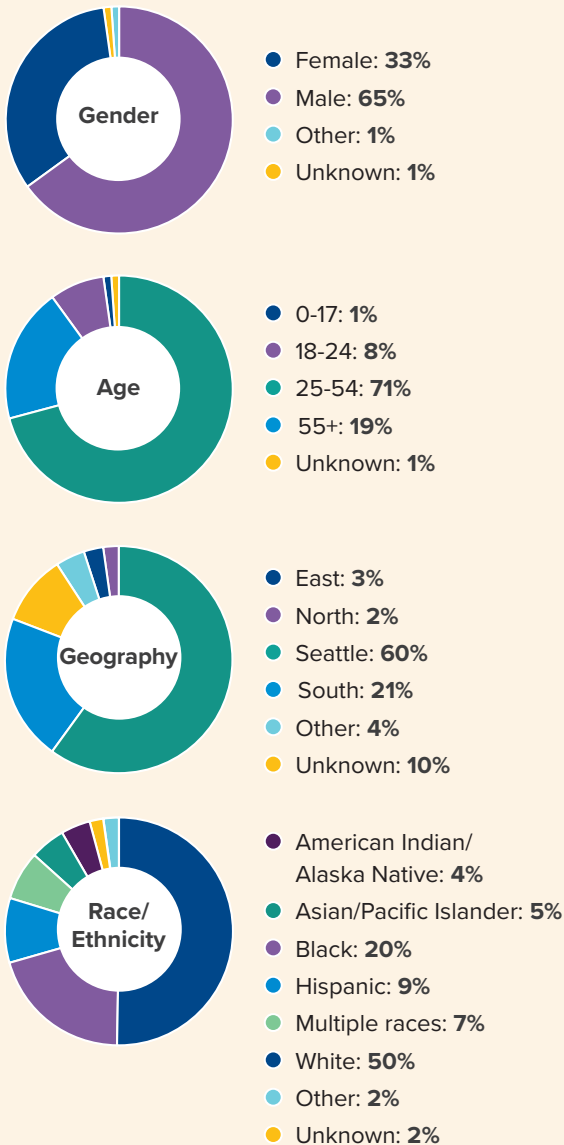 Gender
Female: 33%
Male: 65%
Other: 1%
Unknown: 1%
Age
0-17: 1%
18-24: 8%
25-54: 71%
55+: 19%
Unknown: 1%
Geography
East: 3%
North: 2%
Seattle: 60%
South: 21%
Other: 4%
Unknown: 10%
Race/
Ethnicity
American Indian/
Alaska Native: 4%
Asian/Pacific Islander: 5%
Black: 20%
Hispanic: 9%
Multiple races: 7%
White: 50%
Other: 2%
Unknown: 2%